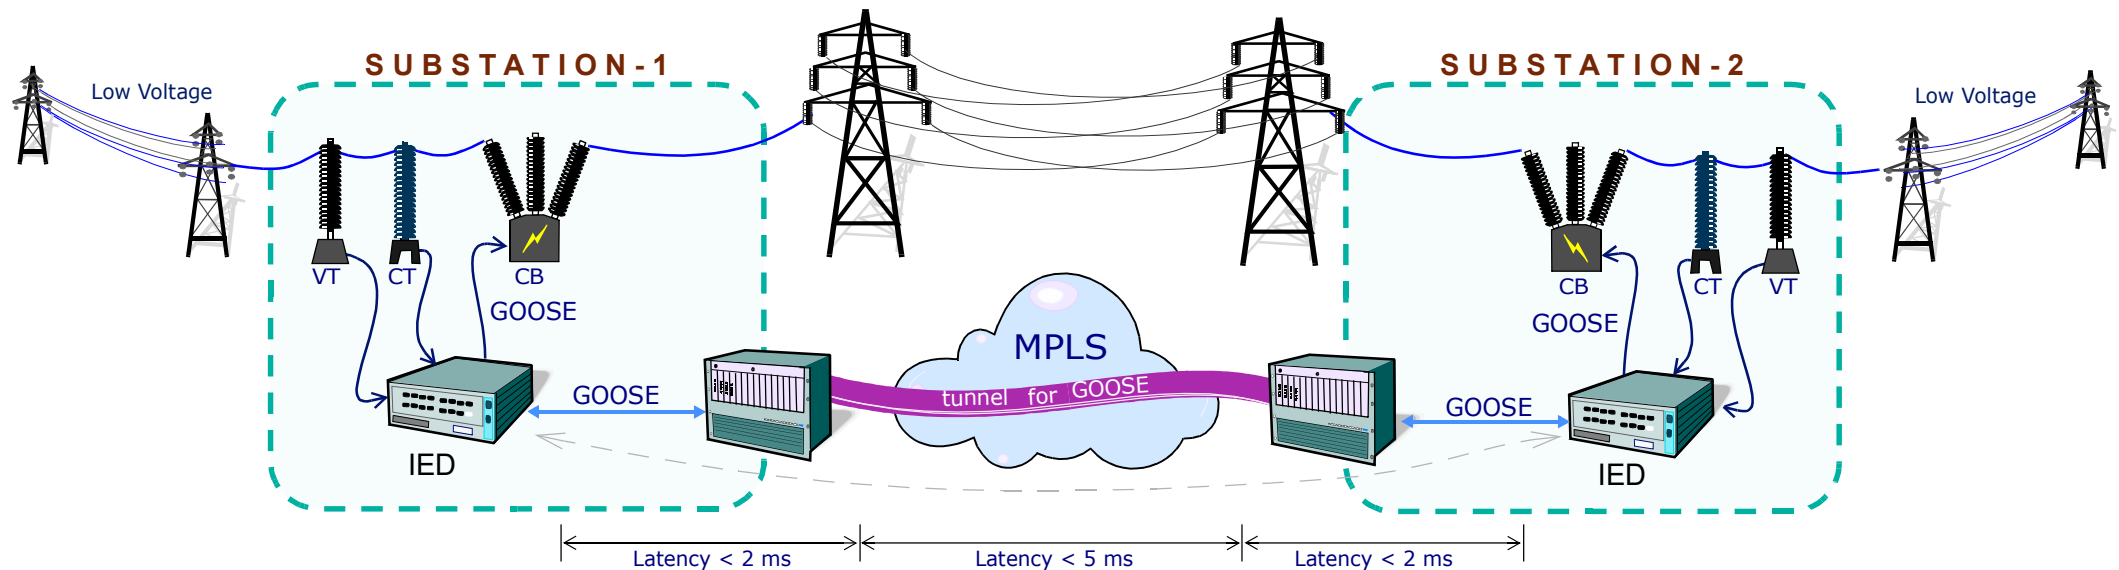 SUBSTATION-1
SUBSTATION-2
Low Voltage
Low Voltage
VT
CT
CB
GOOSE
CB
CT
VT
GOOSE
MPLS
tunnel for GOOSE
GOOSE
GOOSE
IED
IED
Latency < 2 ms
Latency < 5 ms
Latency < 2 ms